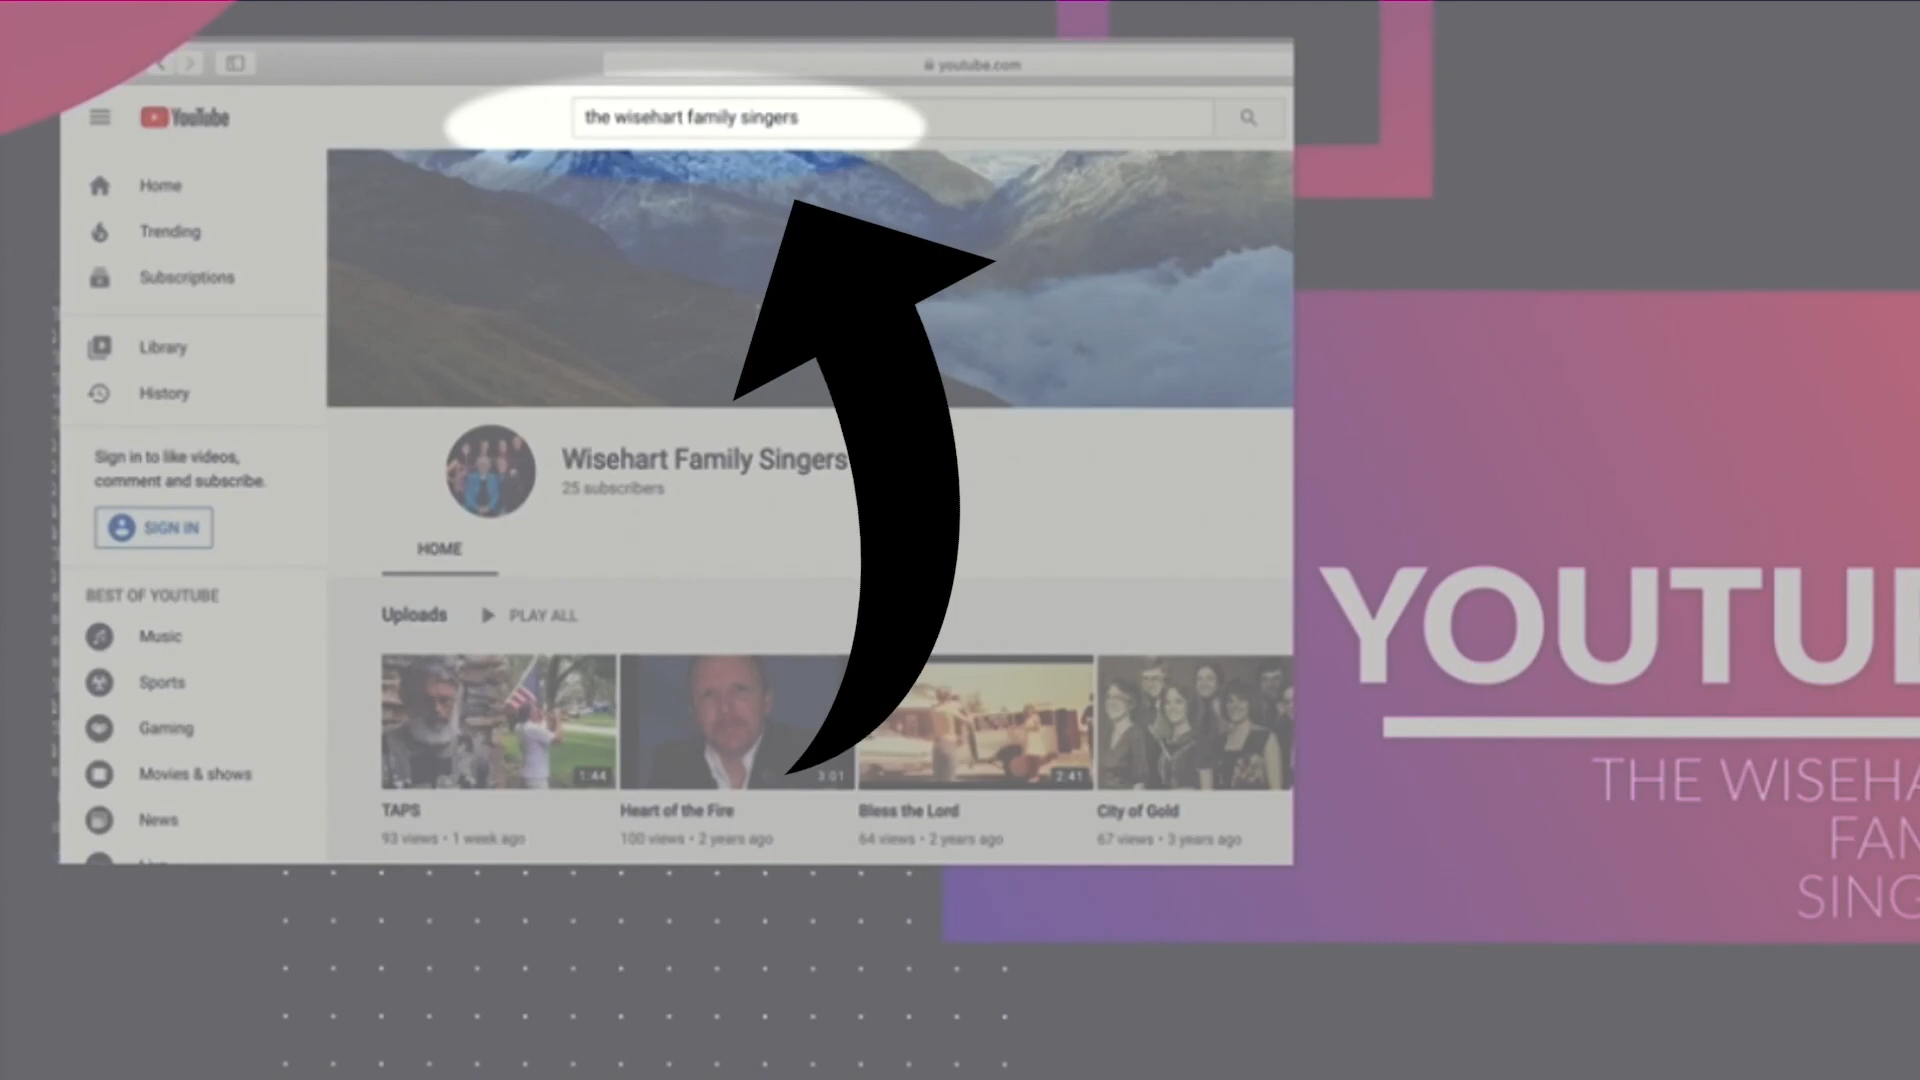 youtube.com
YouTube
the wisehart family singers
Home
Trending
Subscriptions
Library
History
Sign in to like videos,
comment and subscribe.
SIGN IN
BEST OF YOUTUBE
Music
Sports
Gaming
Movies & shows
News
Live
Wisehart Family Singers
25 subscribers
HOME
Uploads PLAY ALL
1:44
3:01
2:41
TAPS
93 views • 1 week ago
Heart of the Fire
100 views • 2 years ago
Bless the Lord
64 views • 2 years ago
City of Gold
67 views • 3 years ago
YOUTU
THE WISEHA
FAM
SING